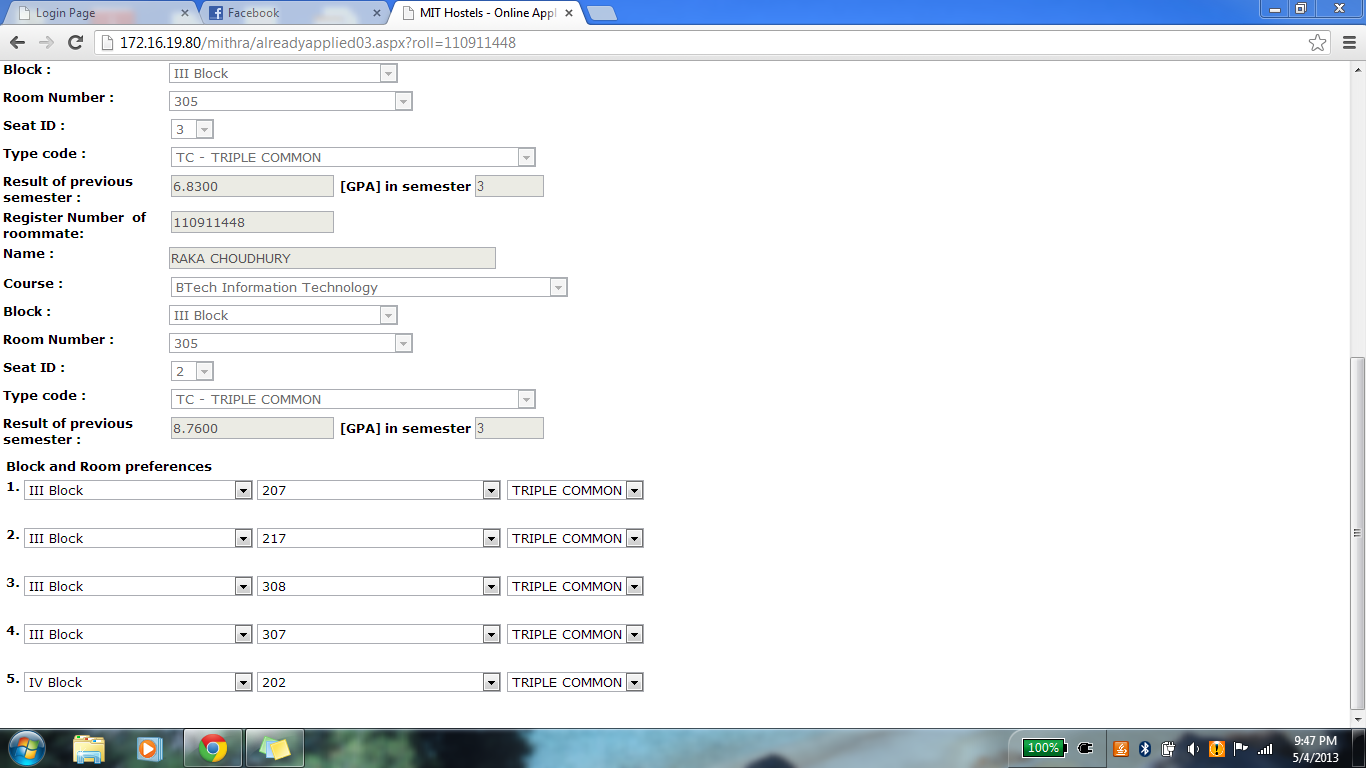 Login Page
Facebook
MIT Hostels - Online Appl
172.16.19.80/mithra/alreadyapplied03.aspx?roll=110911448
Block : III Block
Room Number : 305
Seat ID : 3
Type code : TC - TRIPLE COMMON
Result of previous semester : 6.8300 [GPA] in semester 3
Register Number of roommate: 110911448
Name : RAKA CHOUDHURY
Course : BTech Information Technology
Block : III Block
Room Number : 305
Seat ID : 2
Type code : TC - TRIPLE COMMON
Result of previous semester : 8.7600 [GPA] in semester 3
Block and Room preferences
1. III Block 207 TRIPLE COMMON
2. III Block 217 TRIPLE COMMON
3. III Block 308 TRIPLE COMMON
4. III Block 307 TRIPLE COMMON
5. IV Block 202 TRIPLE COMMON
100%
9:47 PM
5/4/2013